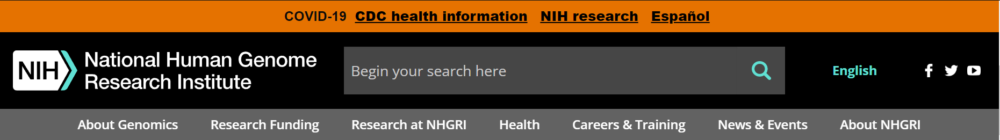 COVID-19 CDC health information NIH research Español
NIH National Human Genome
Research Institute
Begin your search here
English
About Genomics Research Funding Research at NHGRI Health Careers & Training News & Events About NHGRI